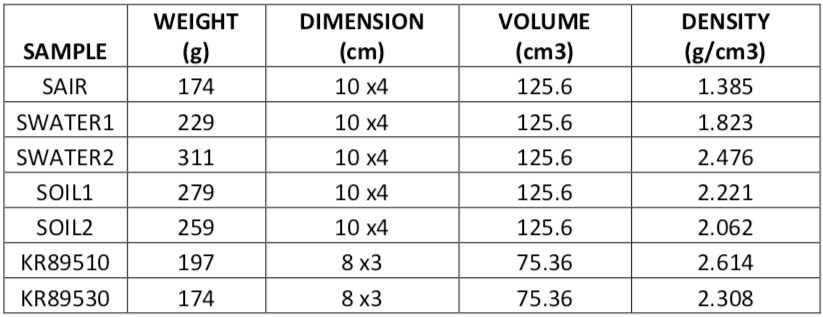 SAMPLE WEIGHT (g) DIMENSION (cm) VOLUME (cm3) DENSITY (g/cm3)
SAIR 174 10 x4 125.6 1.385
SWATER1 229 10 x4 125.6 1.823
SWATER2 311 10 x4 125.6 2.476
SOIL1 279 10 x4 125.6 2.221
SOIL2 259 10 x4 125.6 2.062
KR89510 197 8 x3 75.36 2.614
KR89530 174 8 x3 75.36 2.308